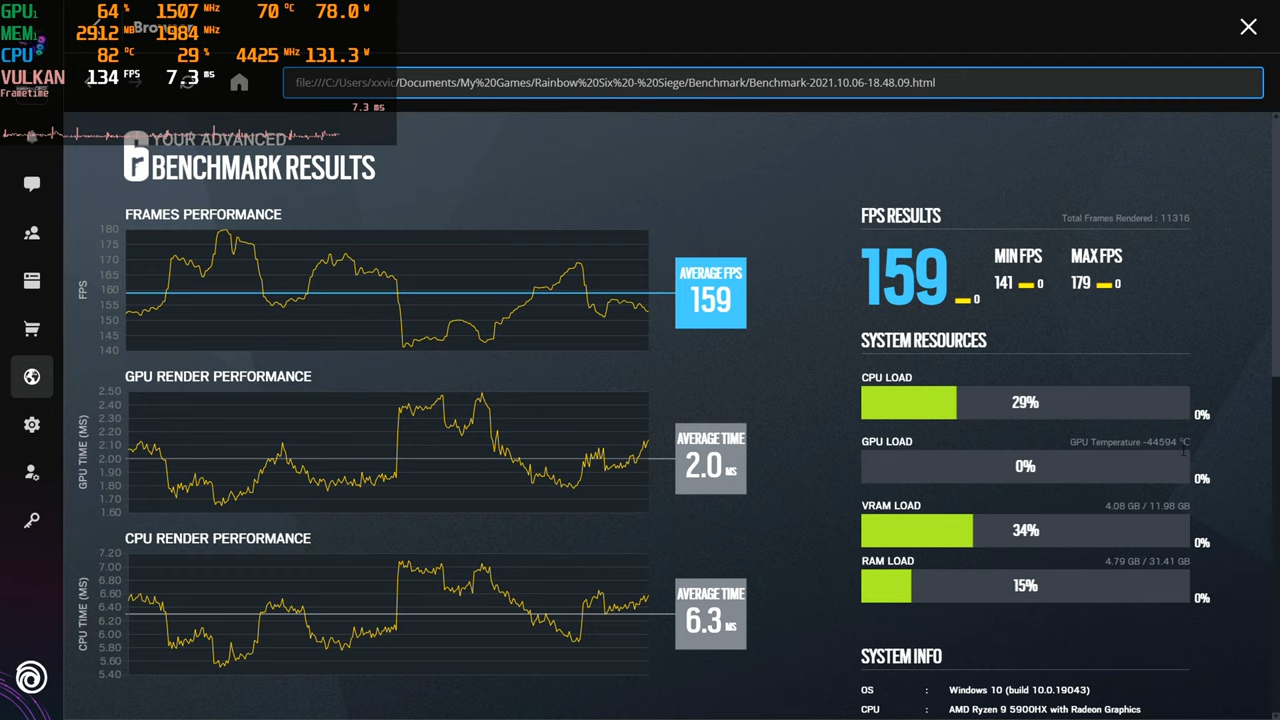 GPU1 64 % 1507 MHz 70 °C 78.0 W
MEM1 2912 MB 1984 MHz
CPU 82 °C 29 % 4425 MHz 131.3 W
VULKAN 134 FPS 7.3 ms
Frametime
7.3 ms
file:///C:/Users/xxvic/Documents/My%20Games/Rainbow%20Six%20-%20Siege/Benchmark/Benchmark-2021.10.06-18.48.09.html
YOUR ADVANCED
BENCHMARK RESULTS
FRAMES PERFORMANCE
180
175
170
165
160
155
150
145
140
FPS
AVERAGE FPS
159
GPU RENDER PERFORMANCE
2.50
2.40
2.30
2.20
2.10
2.00
1.90
1.80
1.70
1.60
GPU TIME (MS)
AVERAGE TIME
2.0 MS
CPU RENDER PERFORMANCE
7.20
7.00
6.80
6.60
6.40
6.20
6.00
5.80
5.60
5.40
CPU TIME (MS)
AVERAGE TIME
6.3 MS
FPS RESULTS
Total Frames Rendered : 11316
159 0
MIN FPS
141 0
MAX FPS
179 0
SYSTEM RESOURCES
CPU LOAD
29%
0%
GPU LOAD
GPU Temperature -44594 °C
0%
0%
VRAM LOAD
4.08 GB / 11.98 GB
34%
0%
RAM LOAD
4.79 GB / 31.41 GB
15%
0%
SYSTEM INFO
OS : Windows 10 (build 10.0.19043)
CPU : AMD Ryzen 9 5900HX with Radeon Graphics